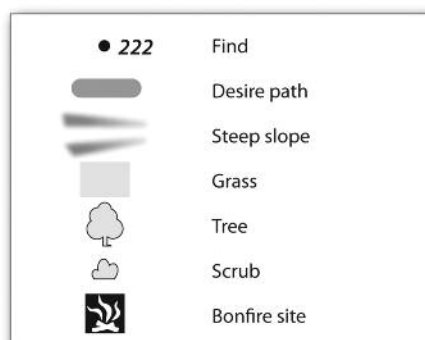 222 Find
Desire path
Steep slope
Grass
Tree
Scrub
Bonfire site